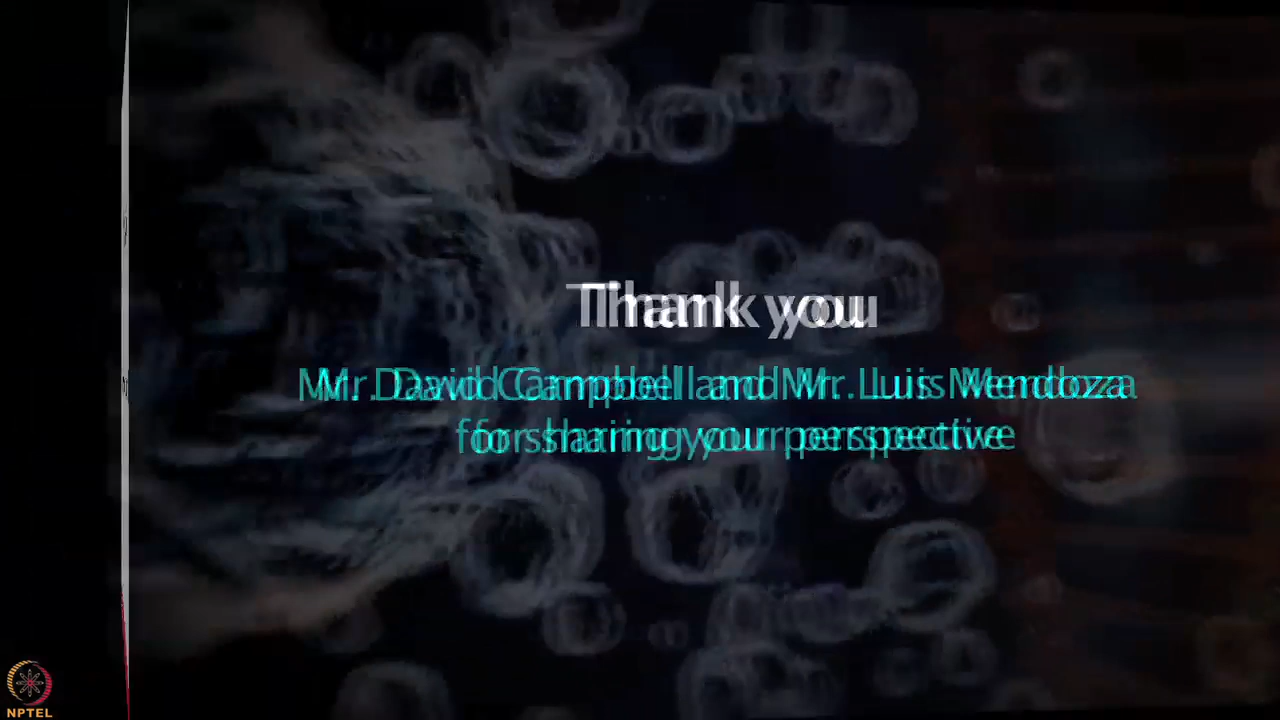 Thank you
Mr. David Campbell and Mr. Luis Mendoza
for sharing your perspective
NPTEL